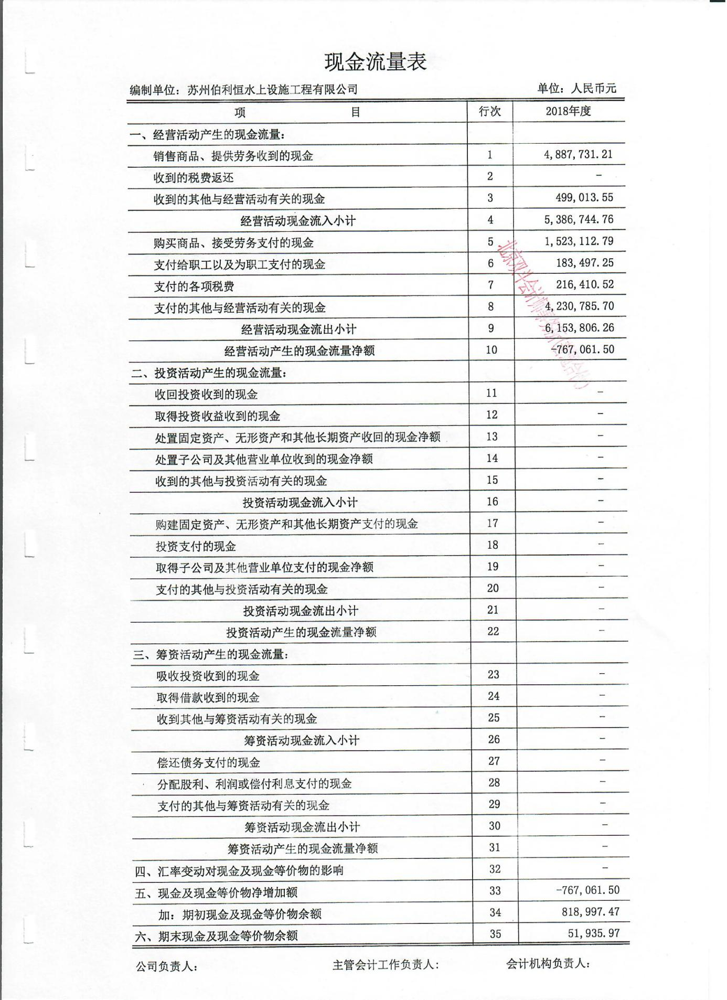 现金流量表
编制单位：苏州伯利恒水上设施工程有限公司 单位：人民币元
项 目 行次 2018年度
一、经营活动产生的现金流量：
销售商品、提供劳务收到的现金 1 4,887,731.21
收到的税费返还 2 -
收到的其他与经营活动有关的现金 3 499,013.55
经营活动现金流入小计 4 5,386,744.76
购买商品、接受劳务支付的现金 5 1,523,112.79
支付给职工以及为职工支付的现金 6 183,497.25
支付的各项税费 7 216,410.52
支付的其他与经营活动有关的现金 8 4,230,785.70
经营活动现金流出小计 9 6,153,806.26
经营活动产生的现金流量净额 10 -767,061.50
北京双斗会计师事务所(普通合伙)
二、投资活动产生的现金流量：
收回投资收到的现金 11 -
取得投资收益收到的现金 12 -
处置固定资产、无形资产和其他长期资产收回的现金净额 13 -
处置子公司及其他营业单位收到的现金净额 14 -
收到的其他与投资活动有关的现金 15 -
投资活动现金流入小计 16 -
购建固定资产、无形资产和其他长期资产支付的现金 17 -
投资支付的现金 18 -
取得子公司及其他营业单位支付的现金净额 19 -
支付的其他与投资活动有关的现金 20 -
投资活动现金流出小计 21 -
投资活动产生的现金流量净额 22 -
三、筹资活动产生的现金流量：
吸收投资收到的现金 23 -
取得借款收到的现金 24 -
收到其他与筹资活动有关的现金 25 -
筹资活动现金流入小计 26 -
偿还债务支付的现金 27 -
分配股利、利润或偿付利息支付的现金 28 -
支付的其他与筹资活动有关的现金 29 -
筹资活动现金流出小计 30 -
筹资活动产生的现金流量净额 31 -
四、汇率变动对现金及现金等价物的影响 32 -
五、现金及现金等价物净增加额 33 -767,061.50
加：期初现金及现金等价物余额 34 818,997.47
六、期末现金及现金等价物余额 35 51,935.97
公司负责人： 主管会计工作负责人： 会计机构负责人：